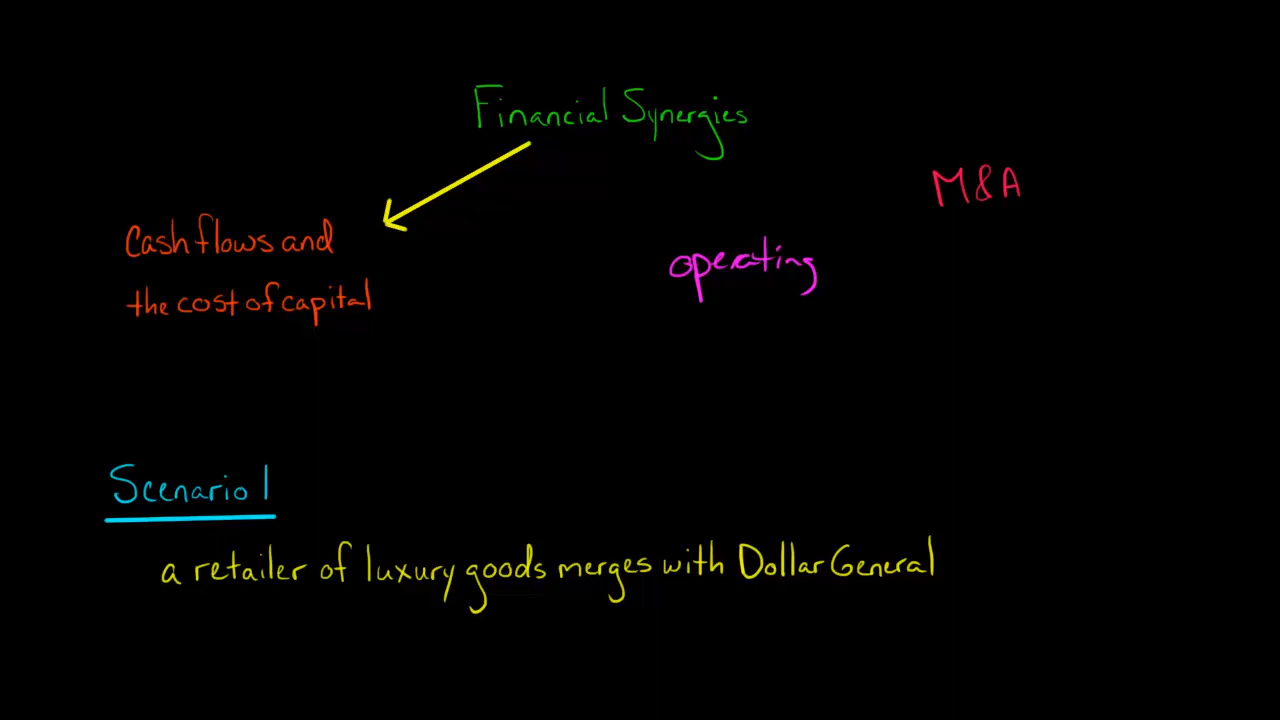 Financial Synergies
M&A
Cash flows and
the cost of capital
operating
Scenario 1
a retailer of luxury goods merges with Dollar General